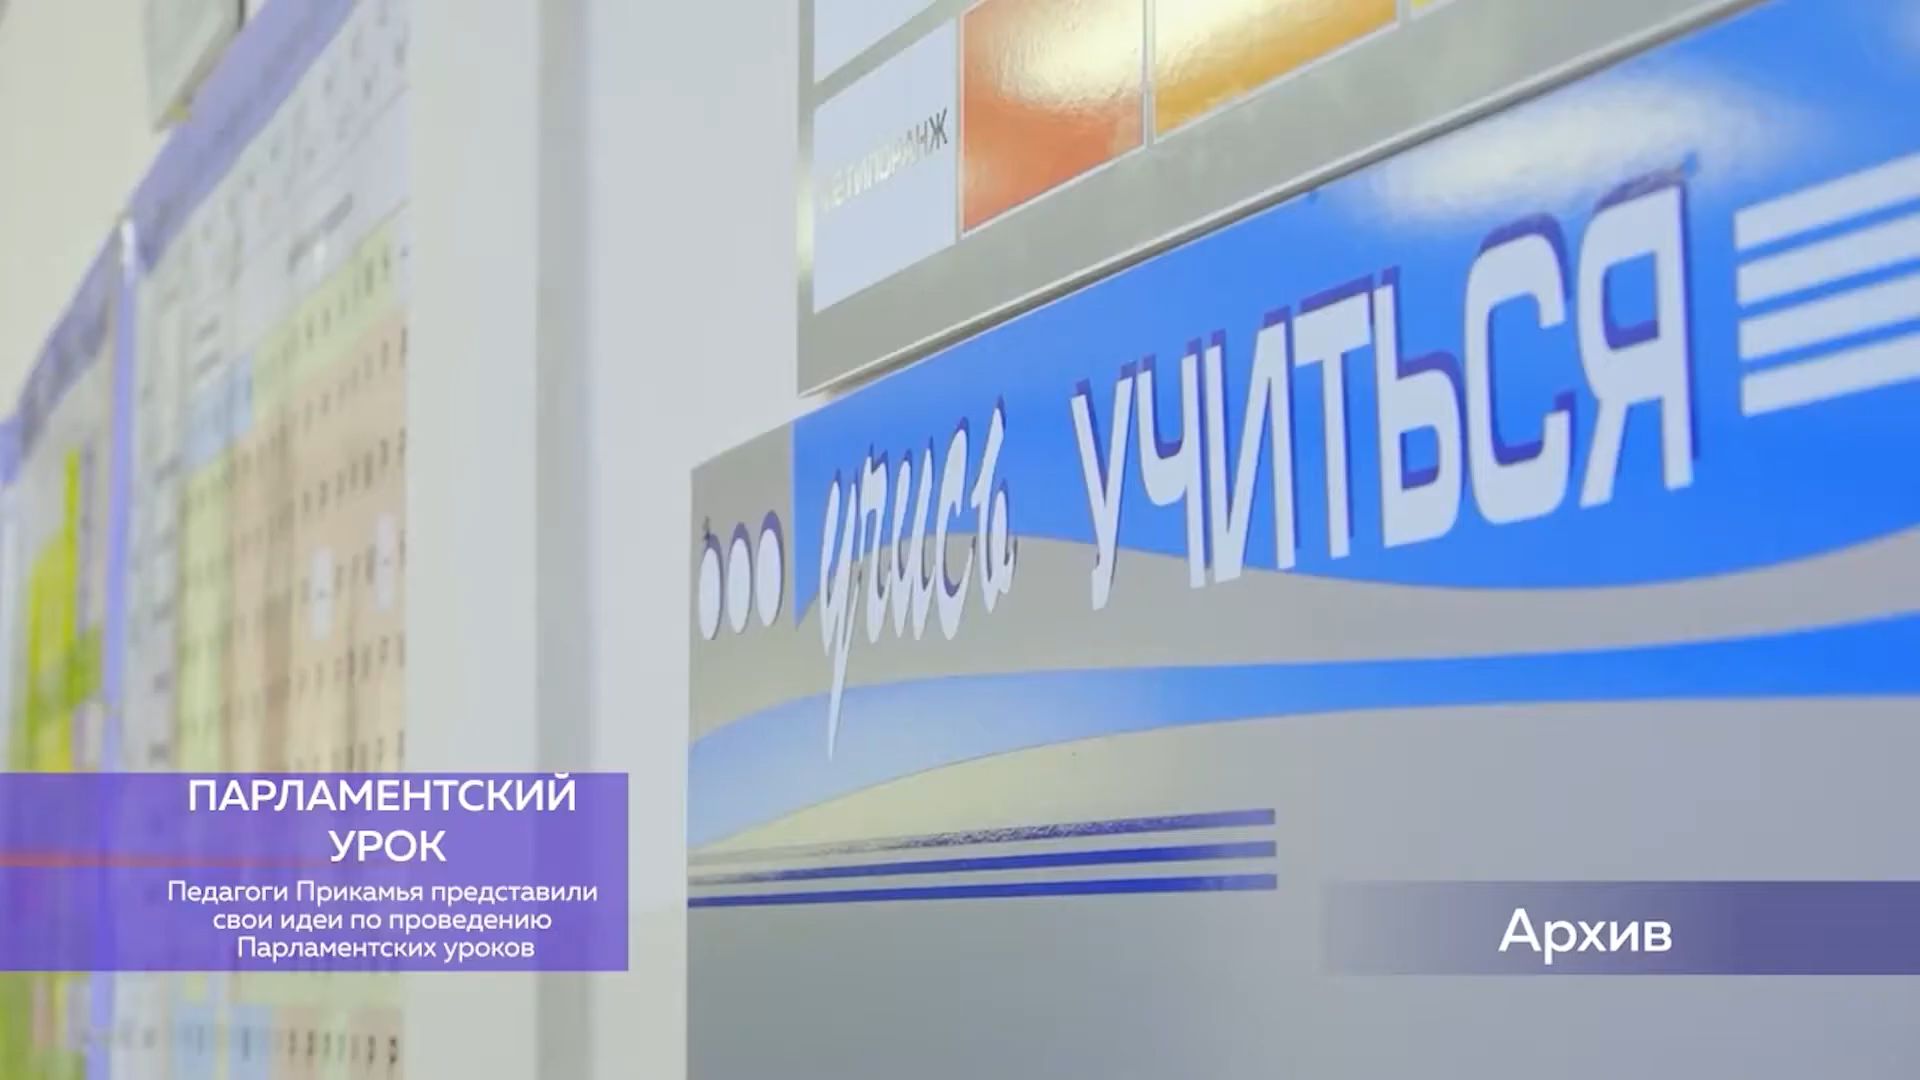 МЕТИЛОРАНЖ
учись УЧИТЬСЯ
ПАРЛАМЕНТСКИЙ
УРОК
Педагоги Прикамья представили
свои идеи по проведению
Парламентских уроков
Архив